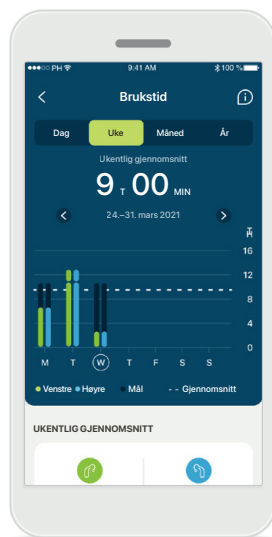 PH 9:41 AM 100 %
Brukstid
Dag Uke Måned År
Ukentlig gjennomsnitt
9 T 00 MIN
24.–31. mars 2021
T
16
12
8
4
0
M T W T F S S
Venstre Høyre Mål - - Gjennomsnitt
UKENTLIG GJENNOMSNITT